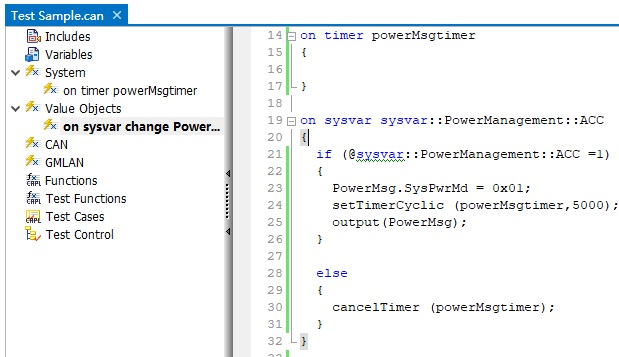 Test Sample.can
Includes
Variables
System
on timer powerMsgtimer
Value Objects
on sysvar change Power...
CAN
GMLAN
Functions
Test Functions
Test Cases
Test Control
14 on timer powerMsgtimer
15 {
16
17 }
18
19 on sysvar sysvar::PowerManagement::ACC
20 {
21 if (@sysvar::PowerManagement::ACC =1)
22 {
23 PowerMsg.SysPwrMd = 0x01;
24 setTimerCyclic (powerMsgtimer,5000);
25 output(PowerMsg);
26 }
27
28 else
29 {
30 cancelTimer (powerMsgtimer);
31 }
32 }